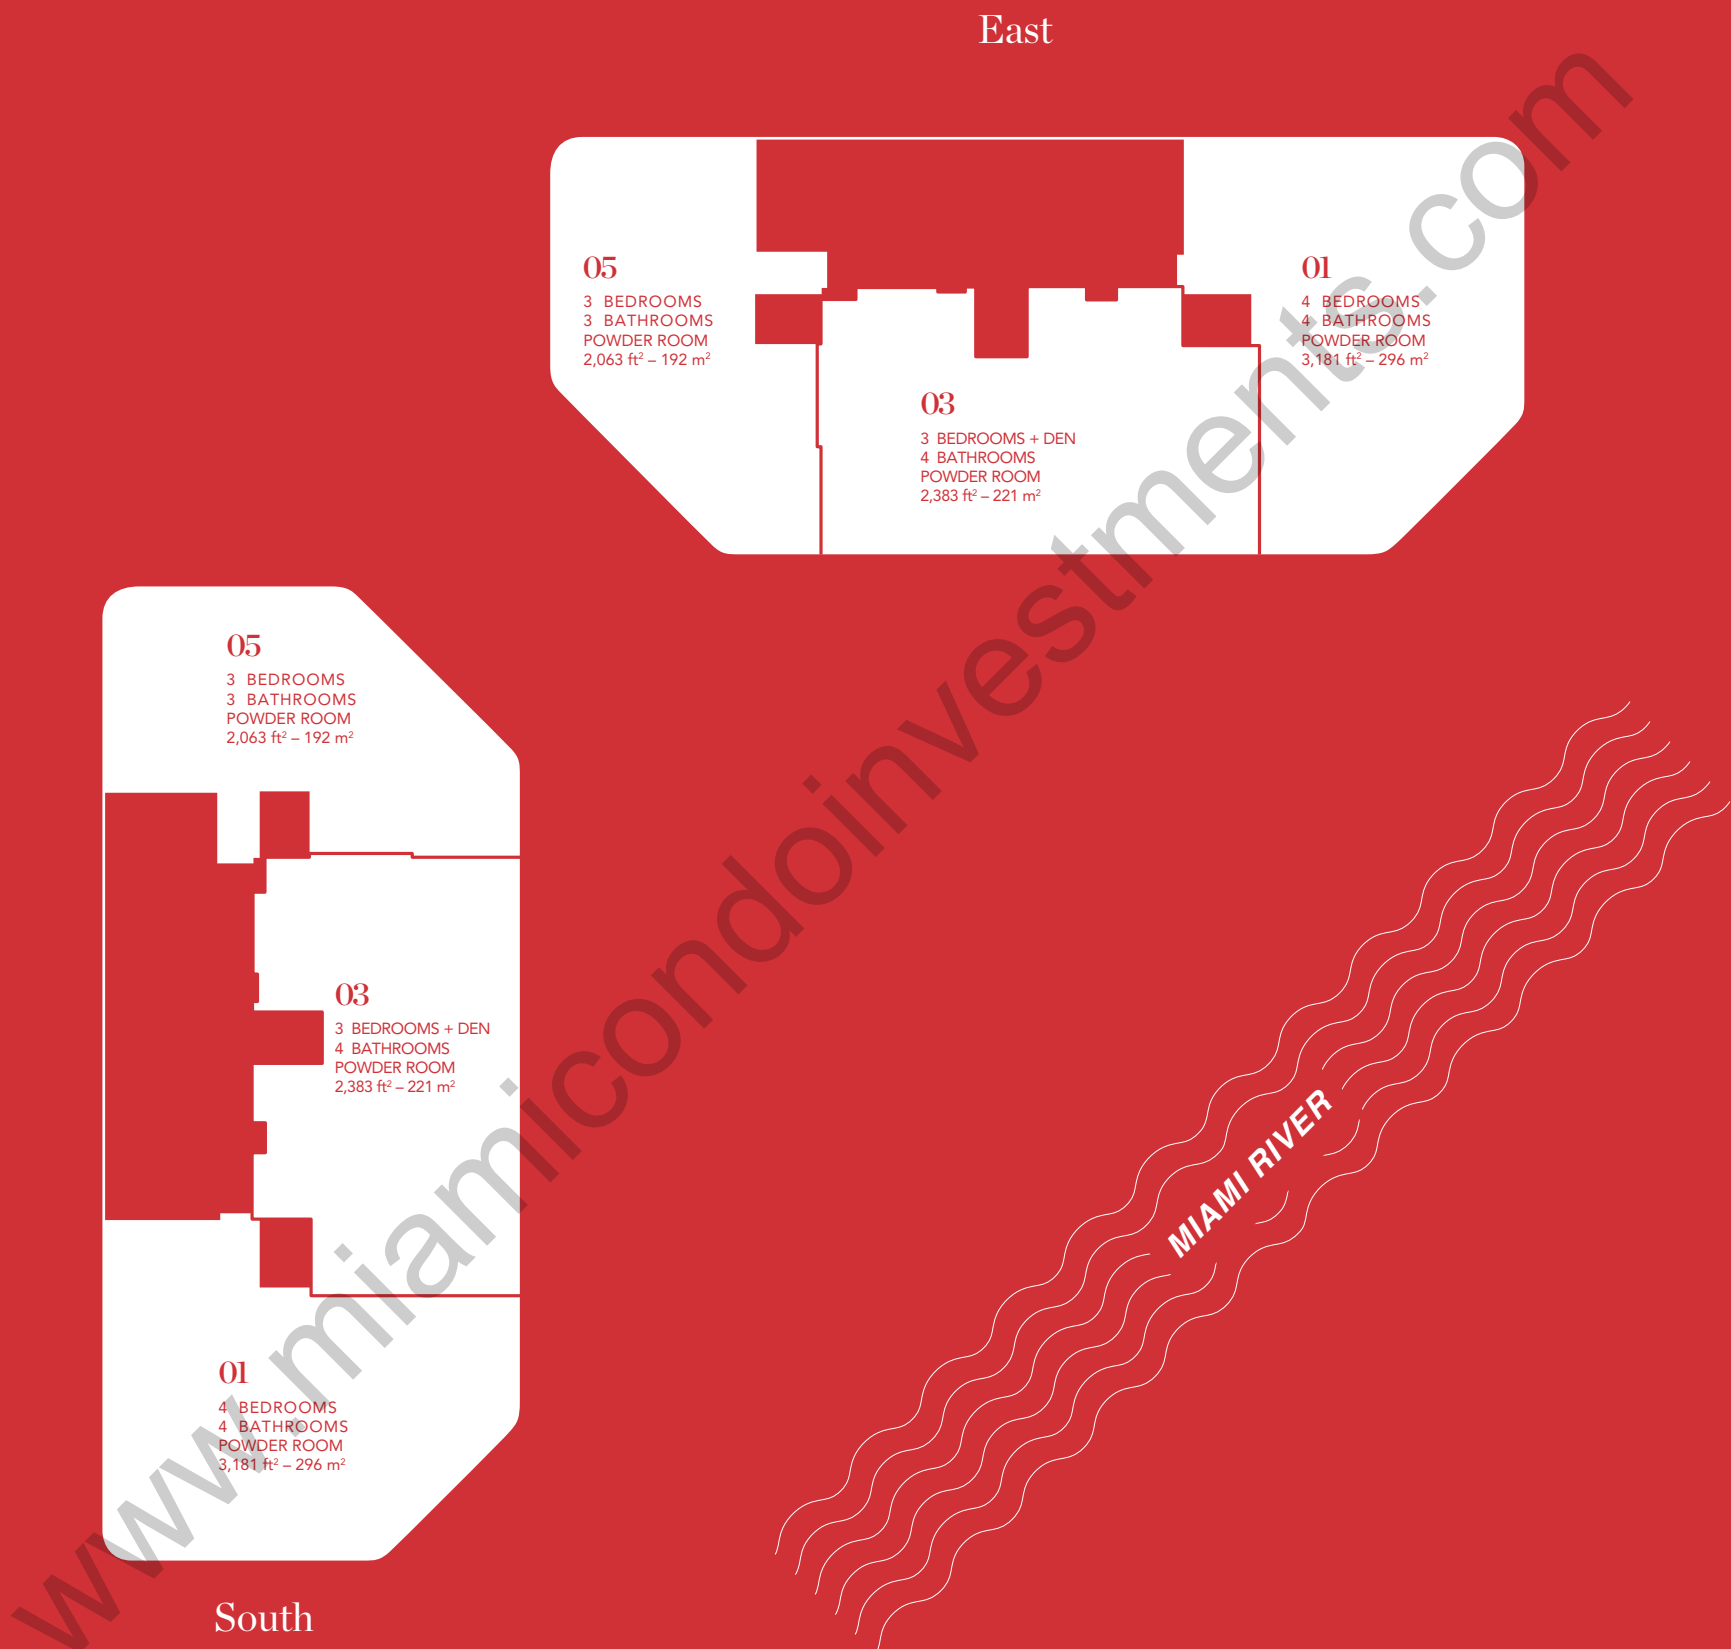 East
05
3 BEDROOMS
3 BATHROOMS
POWDER ROOM
2,063 ft² – 192 m²
03
3 BEDROOMS + DEN
4 BATHROOMS
POWDER ROOM
2,383 ft² – 221 m²
01
4 BEDROOMS
4 BATHROOMS
POWDER ROOM
3,181 ft² – 296 m²
05
3 BEDROOMS
3 BATHROOMS
POWDER ROOM
2,063 ft² – 192 m²
03
3 BEDROOMS + DEN
4 BATHROOMS
POWDER ROOM
2,383 ft² – 221 m²
01
4 BEDROOMS
4 BATHROOMS
POWDER ROOM
3,181 ft² – 296 m²
South
MIAMI RIVER
www.miamicondoinvestments.com